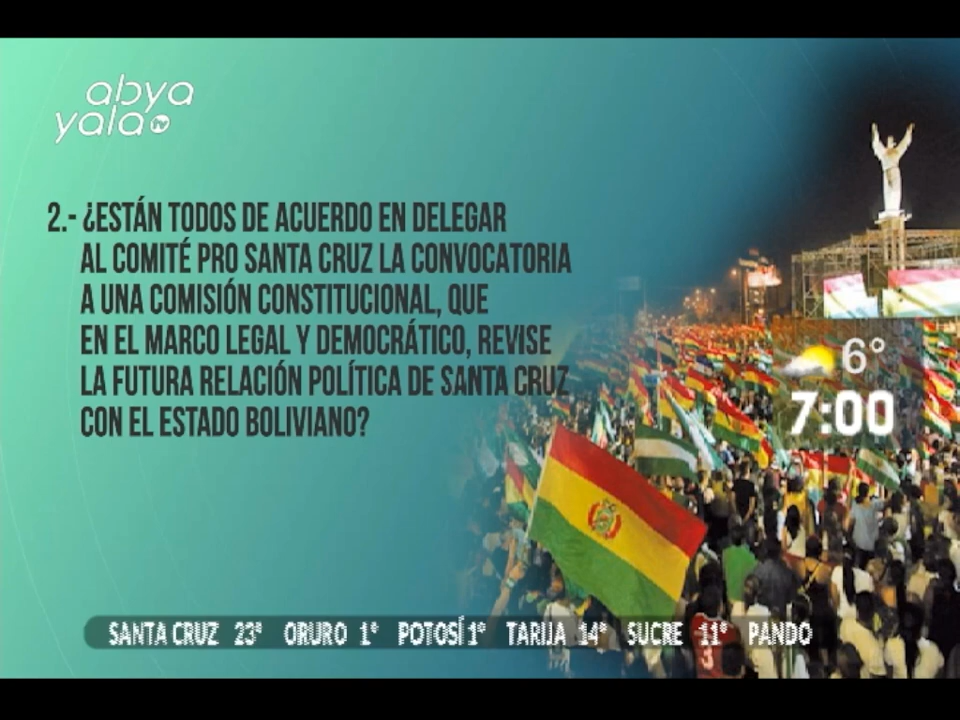 abya
yala tv
2.- ¿ESTÁN TODOS DE ACUERDO EN DELEGAR
AL COMITÉ PRO SANTA CRUZ LA CONVOCATORIA
A UNA COMISIÓN CONSTITUCIONAL, QUE
EN EL MARCO LEGAL Y DEMOCRÁTICO, REVISE
LA FUTURA RELACIÓN POLÍTICA DE SANTA CRUZ
CON EL ESTADO BOLIVIANO?
6°
7:00
SANTA CRUZ 23° ORURO 1° POTOSÍ 1° TARIJA 14° SUCRE 11° PANDO
3